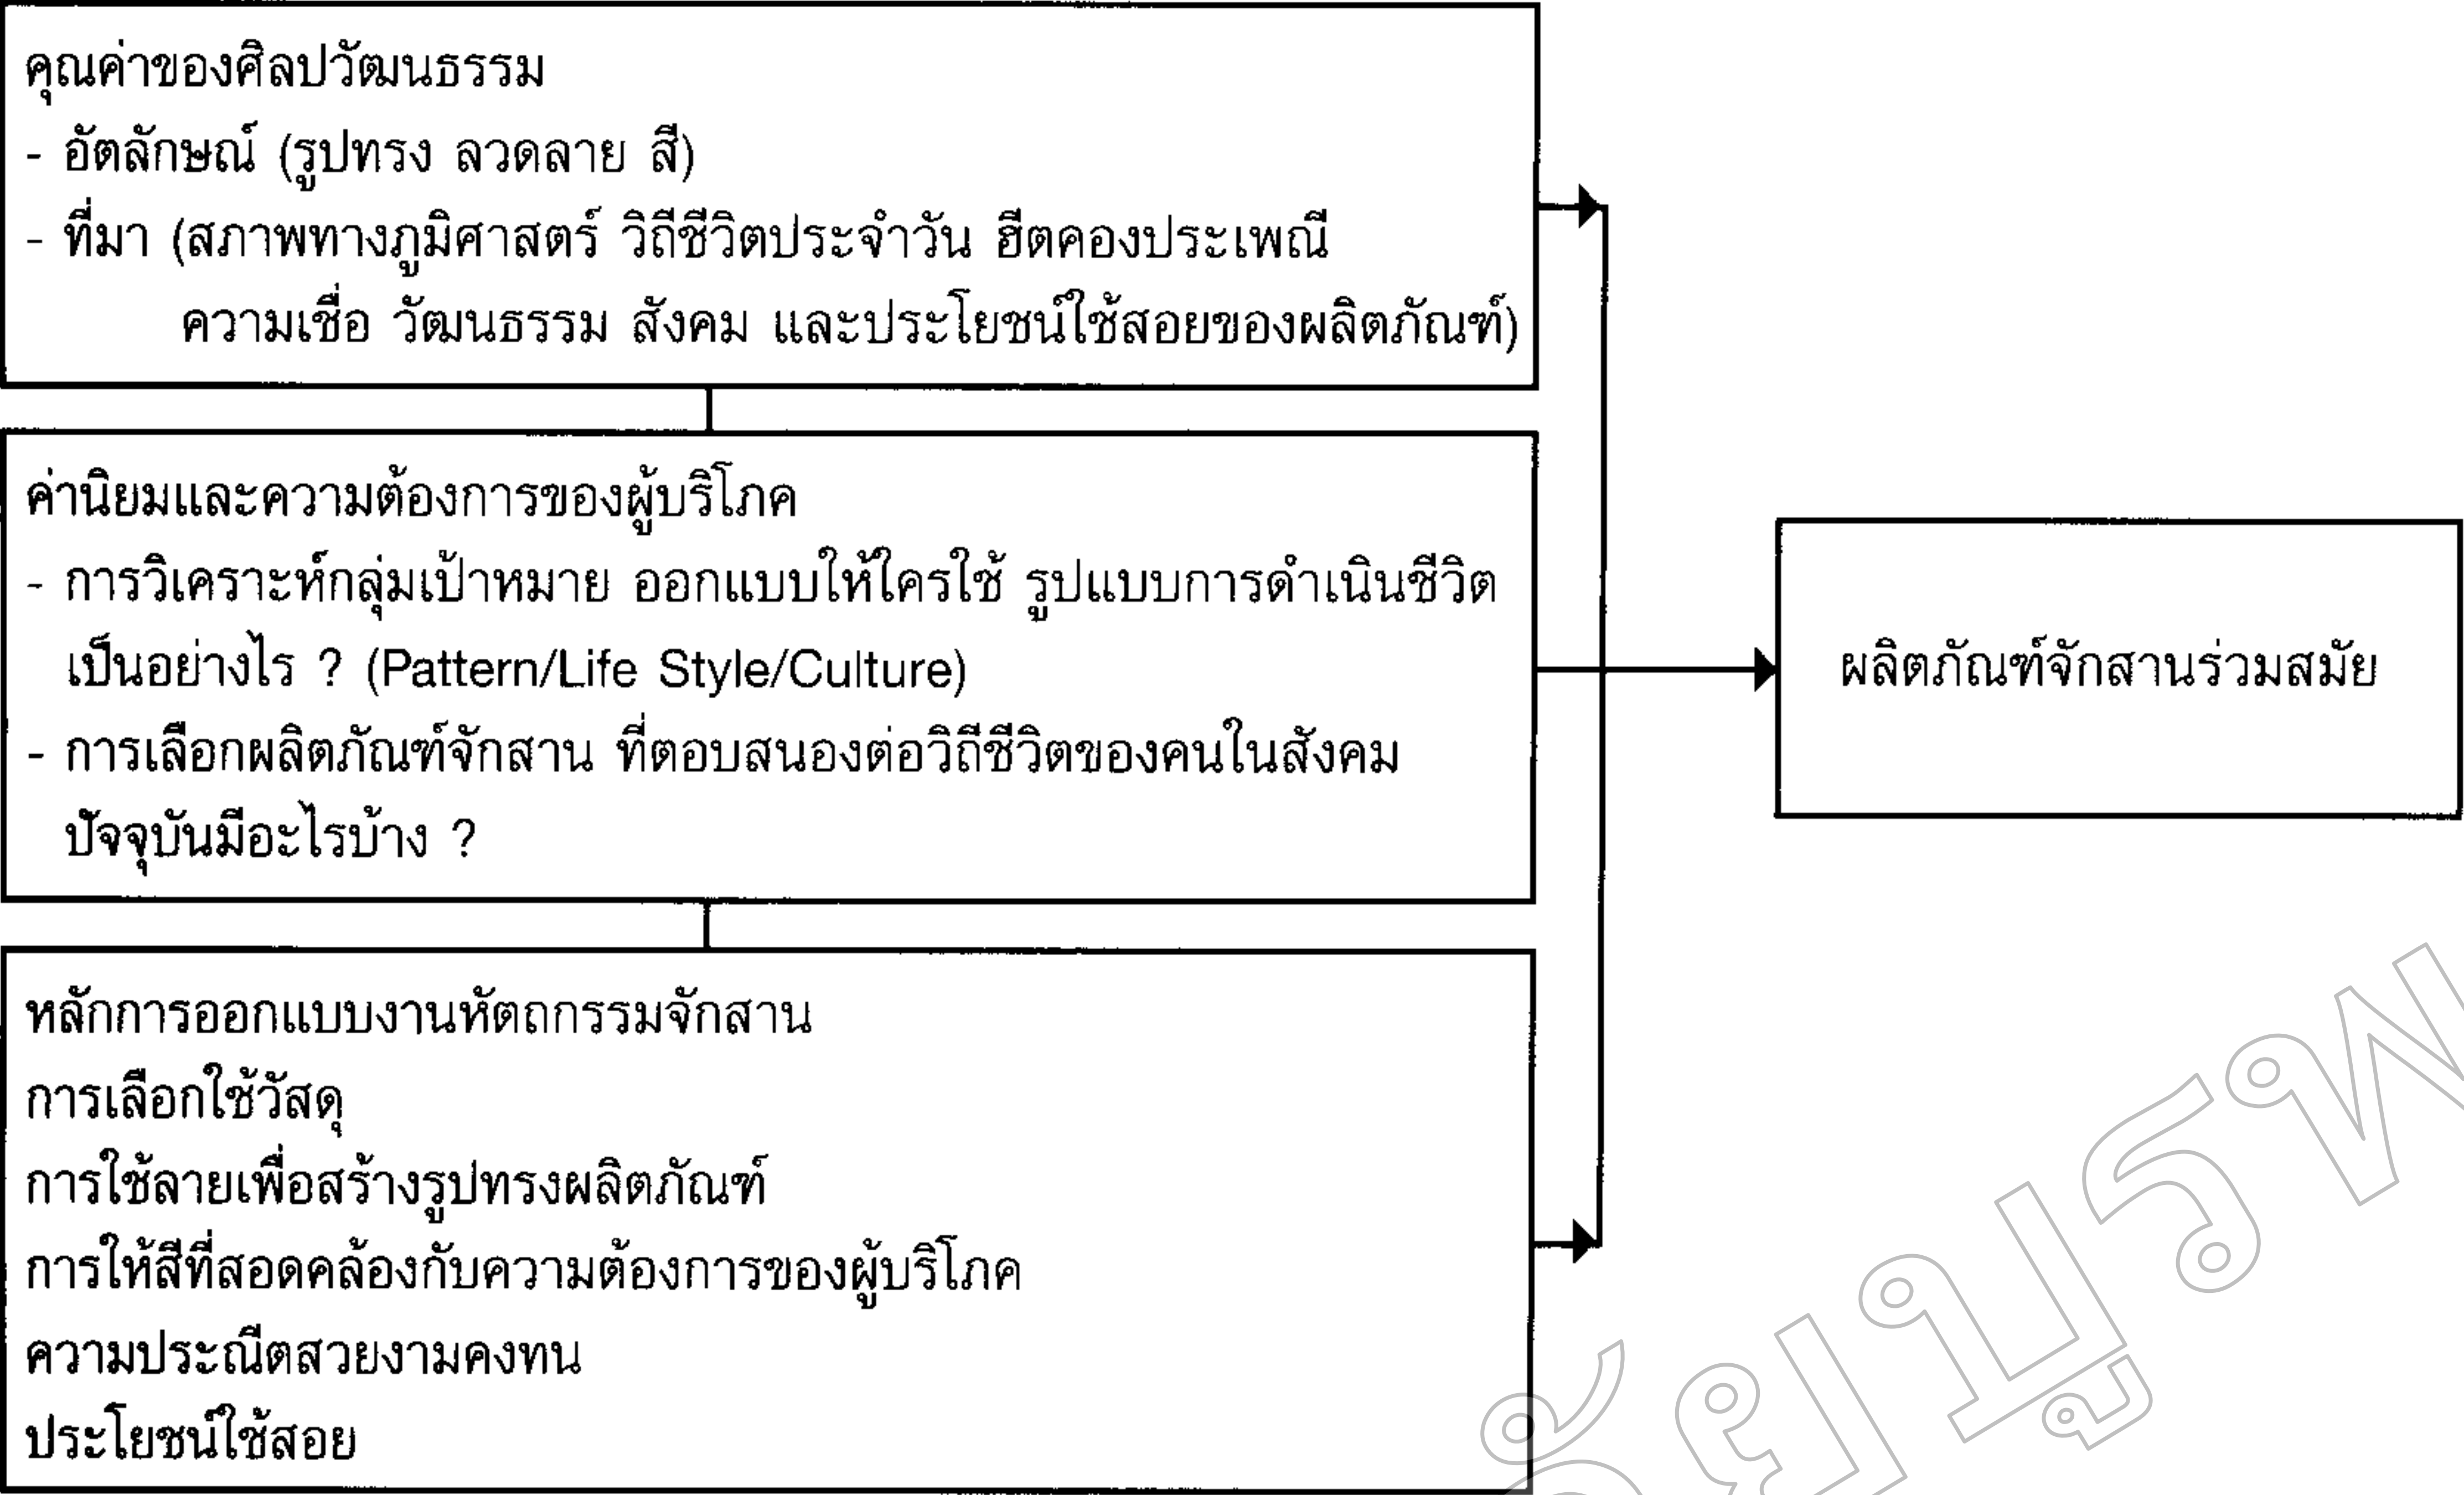 คุณค่าของศิลปวัฒนธรรม
- อัตลักษณ์ (รูปทรง ลวดลาย สี)
- ที่มา (สภาพทางภูมิศาสตร์ วิถีชีวิตประจำวัน ฮีตคองประเพณี
ความเชื่อ วัฒนธรรม สังคม และประโยชน์ใช้สอยของผลิตภัณฑ์)
ค่านิยมและความต้องการของผู้บริโภค
- การวิเคราะห์กลุ่มเป้าหมาย ออกแบบให้ใครใช้ รูปแบบการดำเนินชีวิต
เป็นอย่างไร ? (Pattern/Life Style/Culture)
- การเลือกผลิตภัณฑ์จักสาน ที่ตอบสนองต่อวิถีชีวิตของคนในสังคม
ปัจจุบันมีอะไรบ้าง ?
ผลิตภัณฑ์จักสานร่วมสมัย
หลักการออกแบบงานหัตถกรรมจักสาน
การเลือกใช้วัสดุ
การใช้ลายเพื่อสร้างรูปทรงผลิตภัณฑ์
การให้สีที่สอดคล้องกับความต้องการของผู้บริโภค
ความประณีตสวยงามคงทน
ประโยชน์ใช้สอย